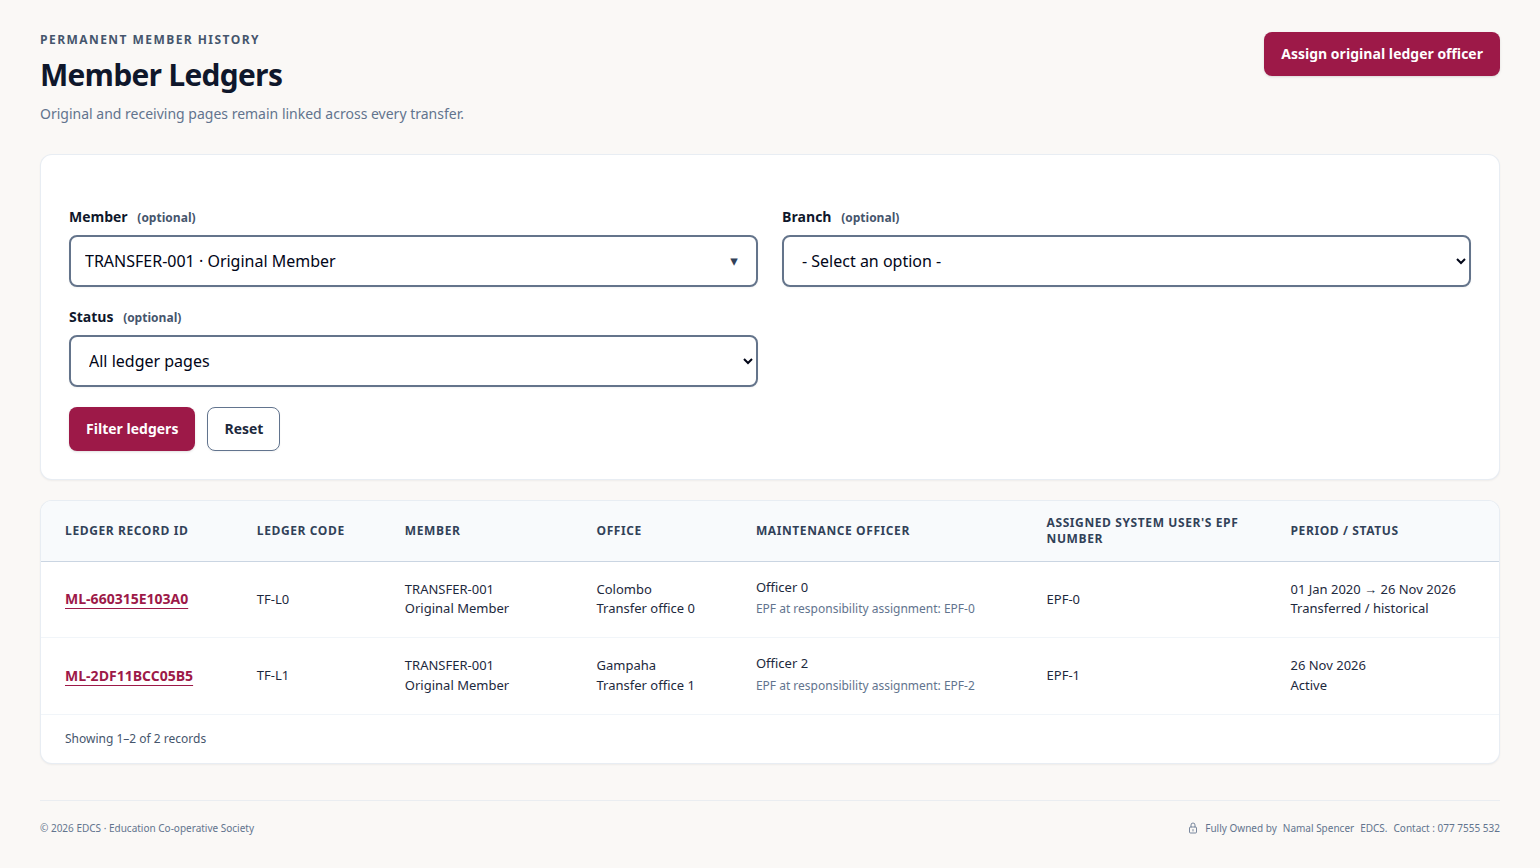 PERMANENT MEMBER HISTORY
Member Ledgers
Original and receiving pages remain linked across every transfer.
Assign original ledger officer
Member (optional)
TRANSFER-001 · Original Member
Branch (optional)
- Select an option -
Status (optional)
All ledger pages
Filter ledgers Reset
LEDGER RECORD ID LEDGER CODE MEMBER OFFICE MAINTENANCE OFFICER ASSIGNED SYSTEM USER'S EPF NUMBER PERIOD / STATUS
ML-660315E103A0 TF-L0 TRANSFER-001 Colombo Officer 0 EPF-0 01 Jan 2020 → 26 Nov 2026
Original Member Transfer office 0 EPF at responsibility assignment: EPF-0 Transferred / historical
ML-2DF11BCC05B5 TF-L1 TRANSFER-001 Gampaha Officer 2 EPF-1 26 Nov 2026
Original Member Transfer office 1 EPF at responsibility assignment: EPF-2 Active
Showing 1–2 of 2 records
© 2026 EDCS · Education Co-operative Society
Fully Owned by Namal Spencer EDCS. Contact : 077 7555 532